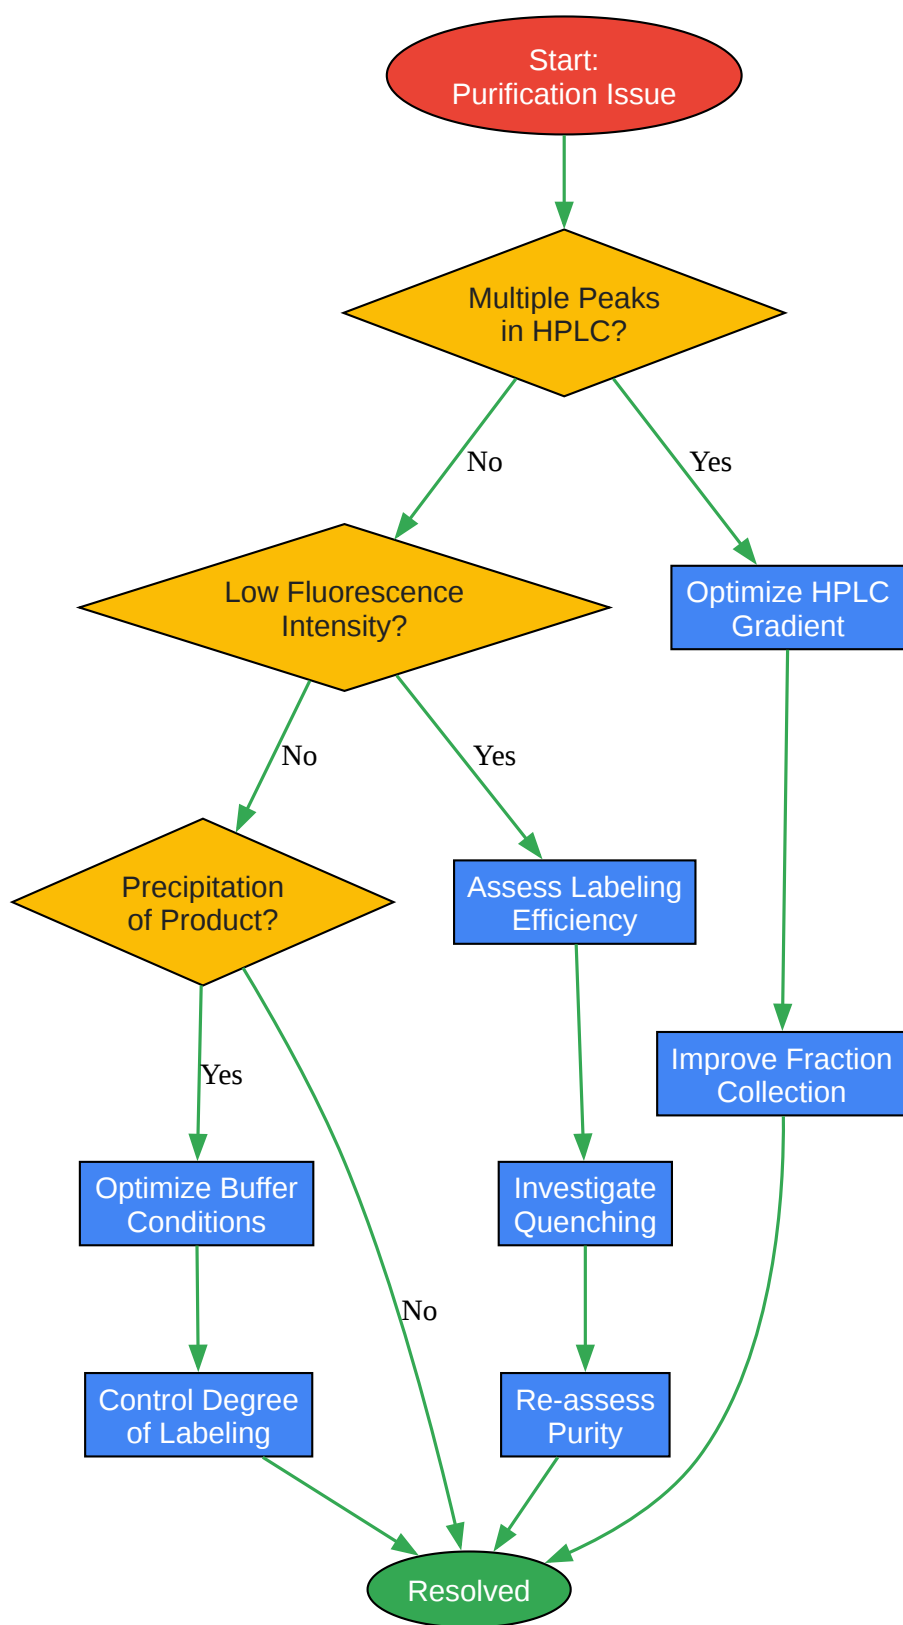 Start:
Purification Issue
Multiple Peaks
in HPLC?
No
Yes
Low Fluorescence
Intensity?
Optimize HPLC
Gradient
No
Yes
Precipitation
of Product?
Assess Labeling
Efficiency
Improve Fraction
Collection
Yes
Optimize Buffer
Conditions
Investigate
Quenching
No
Control Degree
of Labeling
Re-assess
Purity
Resolved